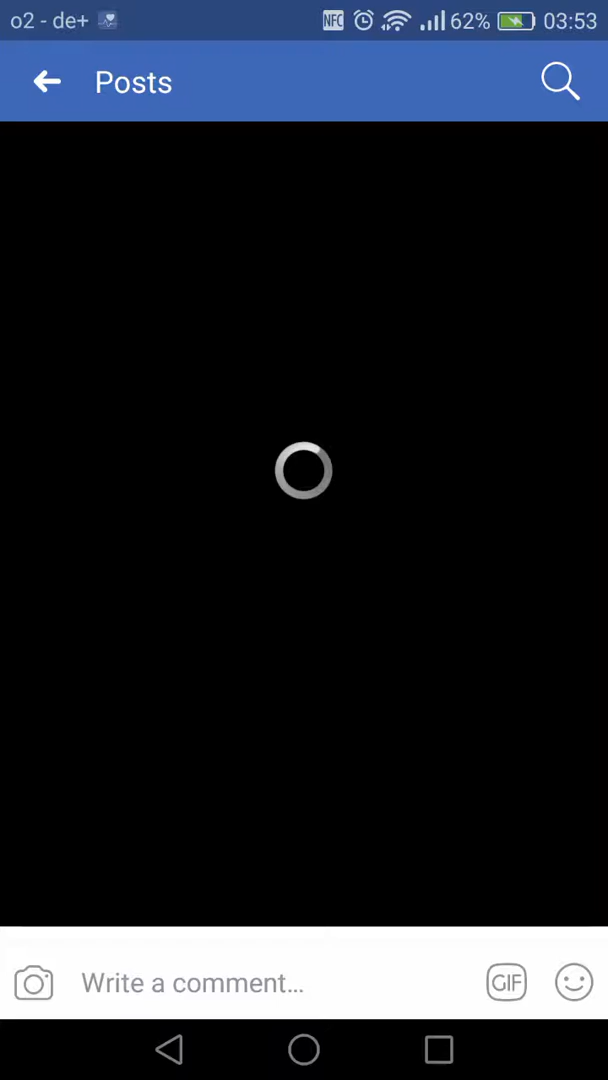 o2 - de+ NFC 62% 03:53
Posts
Write a comment...
GIF